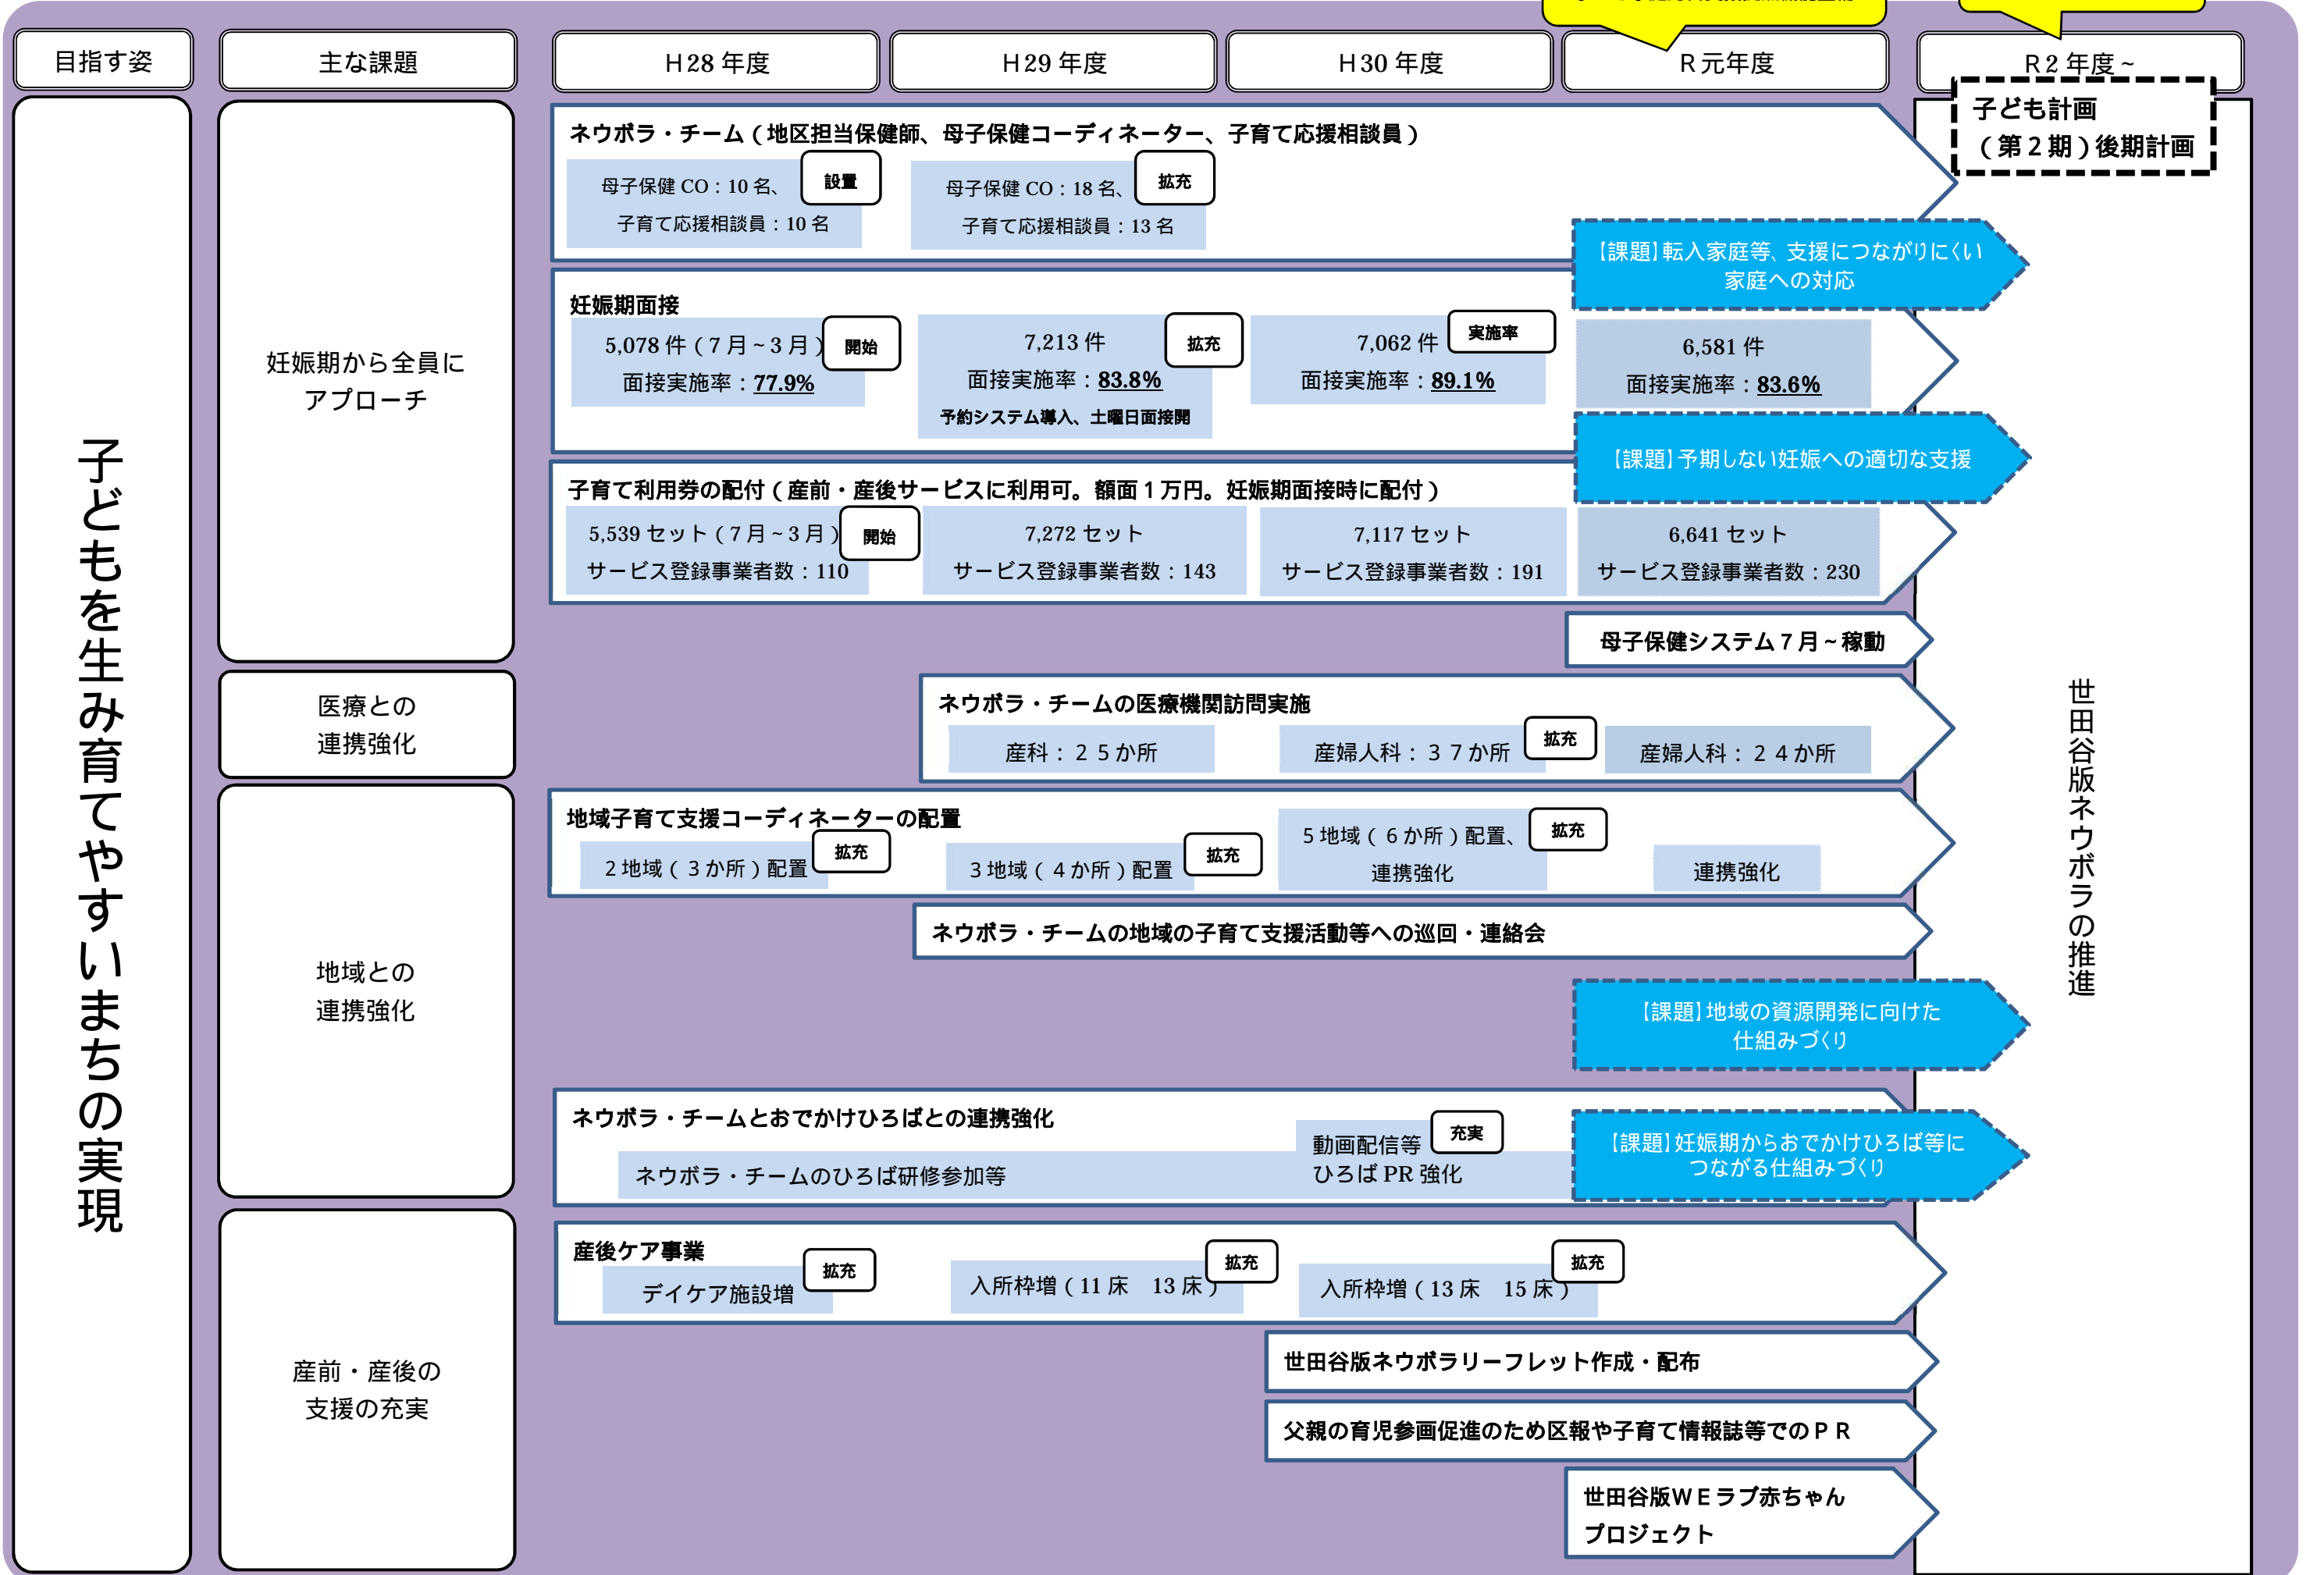 目指す姿
主な課題
H28 年度
H29 年度
H30 年度
R元年度
R2 年度~
子ども計画
(第2期)後期計画
子どもを生み育てやすいまちの実現
妊娠期から全員に
アプローチ
ネウボラ・チーム(地区担当保健師、母子保健コーディネーター、子育て応援相談員)
母子保健 CO:10 名、
子育て応援相談員:10 名
設置
母子保健 CO:18 名、
子育て応援相談員:13 名
拡充
【課題】転入家庭等、支援につながりにくい
家庭への対応
妊娠期面接
5,078 件(7月~3月)
面接実施率:77.9%
開始
7,213 件
面接実施率:83.8%
予約システム導入、土曜日面接開
拡充
7,062 件
面接実施率:89.1%
実施率
6,581 件
面接実施率:83.6%
【課題】予期しない妊娠への適切な支援
子育て利用券の配付(産前・産後サービスに利用可。額面1万円。妊娠期面接時に配付)
5,539 セット(7月~3月)
サービス登録事業者数:110
開始
7,272 セット
サービス登録事業者数:143
7,117 セット
サービス登録事業者数:191
6,641 セット
サービス登録事業者数:230
母子保健システム7月~稼動
医療との
連携強化
ネウボラ・チームの医療機関訪問実施
産科:25か所
産婦人科:37か所
拡充
産婦人科:24か所
地域との
連携強化
地域子育て支援コーディネーターの配置
2地域(3か所)配置
拡充
3地域(4か所)配置
拡充
5地域(6か所)配置、
連携強化
拡充
連携強化
ネウボラ・チームの地域の子育て支援活動等への巡回・連絡会
【課題】地域の資源開発に向けた
仕組みづくり
ネウボラ・チームとおでかけひろばとの連携強化
ネウボラ・チームのひろば研修参加等
動画配信等
ひろば PR 強化
充実
【課題】妊娠期からおでかけひろば等に
つながる仕組みづくり
産前・産後の
支援の充実
産後ケア事業
デイケア施設増
拡充
入所枠増(11床 13床)
拡充
入所枠増(13床 15床)
拡充
世田谷版ネウボラリーフレット作成・配布
父親の育児参画促進のため区報や子育て情報誌等でのPR
世田谷版WEラブ赤ちゃん
プロジェクト
世田谷版ネウボラの推進